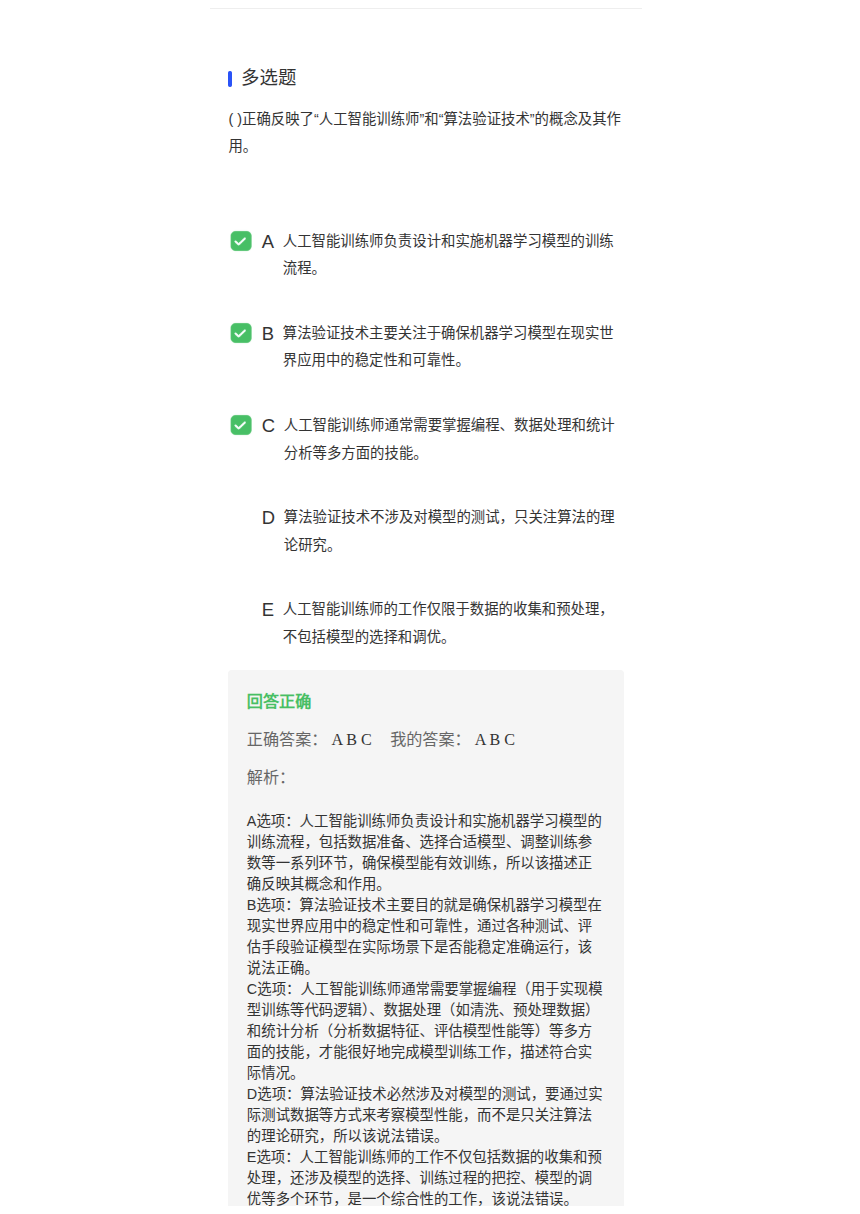 多选题
( )正确反映了“人工智能训练师”和“算法验证技术”的概念及其作
用。
A 人工智能训练师负责设计和实施机器学习模型的训练
流程。
B 算法验证技术主要关注于确保机器学习模型在现实世
界应用中的稳定性和可靠性。
C 人工智能训练师通常需要掌握编程、数据处理和统计
分析等多方面的技能。
D 算法验证技术不涉及对模型的测试，只关注算法的理
论研究。
E 人工智能训练师的工作仅限于数据的收集和预处理，
不包括模型的选择和调优。
回答正确
正确答案： A B C 我的答案： A B C
解析：
A选项：人工智能训练师负责设计和实施机器学习模型的
训练流程，包括数据准备、选择合适模型、调整训练参
数等一系列环节，确保模型能有效训练，所以该描述正
确反映其概念和作用。
B选项：算法验证技术主要目的就是确保机器学习模型在
现实世界应用中的稳定性和可靠性，通过各种测试、评
估手段验证模型在实际场景下是否能稳定准确运行，该
说法正确。
C选项：人工智能训练师通常需要掌握编程（用于实现模
型训练等代码逻辑）、数据处理（如清洗、预处理数据）
和统计分析（分析数据特征、评估模型性能等）等多方
面的技能，才能很好地完成模型训练工作，描述符合实
际情况。
D选项：算法验证技术必然涉及对模型的测试，要通过实
际测试数据等方式来考察模型性能，而不是只关注算法
的理论研究，所以该说法错误。
E选项：人工智能训练师的工作不仅包括数据的收集和预
处理，还涉及模型的选择、训练过程的把控、模型的调
优等多个环节，是一个综合性的工作，该说法错误。